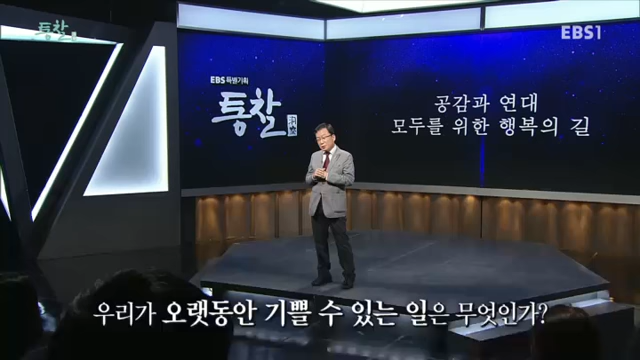 통찰
EBS1
EBS 특별기획
통찰
洞察
공감과 연대
모두를 위한 행복의 길
우리가 오랫동안 기쁠 수 있는 일은 무엇인가?